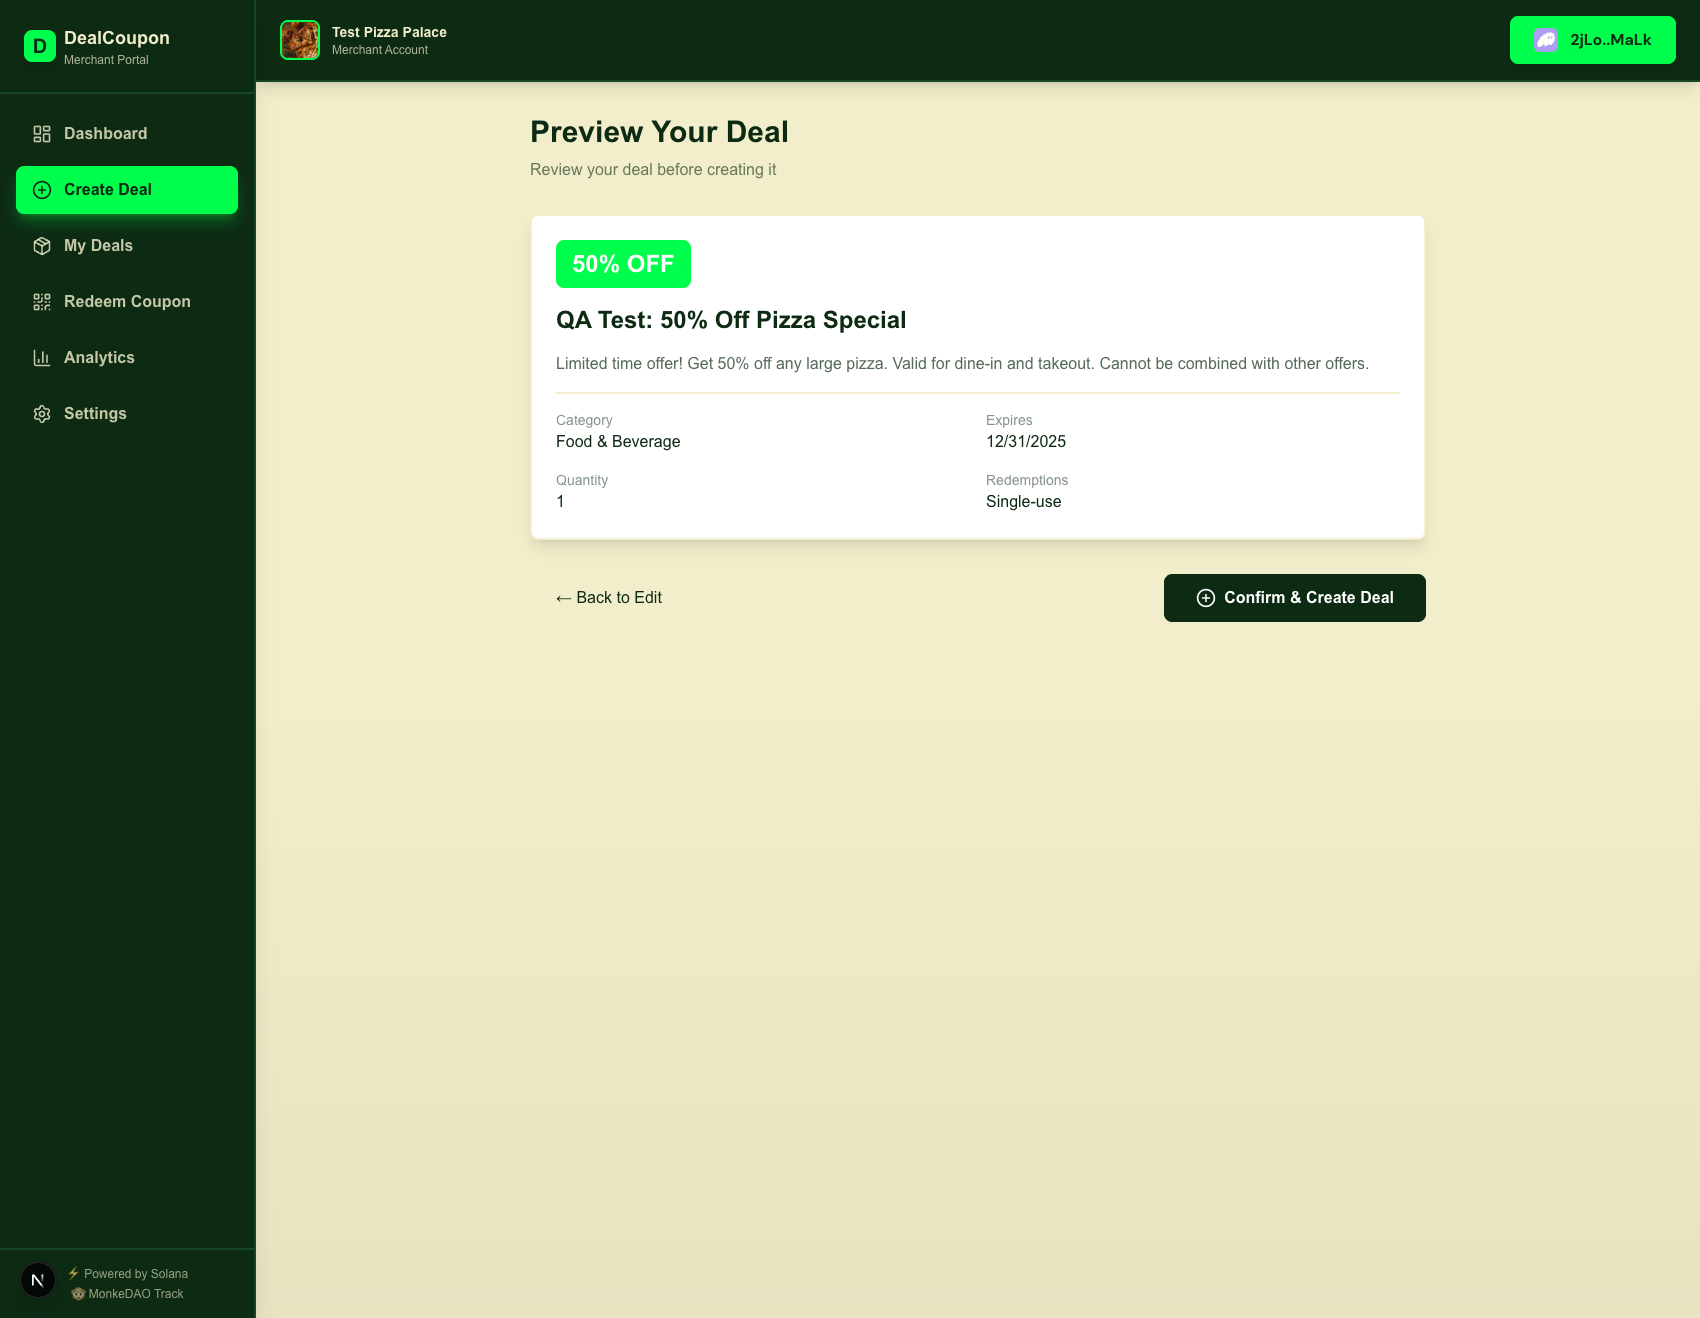 D
DealCoupon
Merchant Portal
Dashboard
Create Deal
My Deals
Redeem Coupon
Analytics
Settings
N
⚡ Powered by Solana
🐵 MonkeDAO Track
Test Pizza Palace
Merchant Account
2jLo..MaLk
Preview Your Deal
Review your deal before creating it
50% OFF
QA Test: 50% Off Pizza Special
Limited time offer! Get 50% off any large pizza. Valid for dine-in and takeout. Cannot be combined with other offers.
Category
Food & Beverage
Expires
12/31/2025
Quantity
1
Redemptions
Single-use
← Back to Edit
Confirm & Create Deal